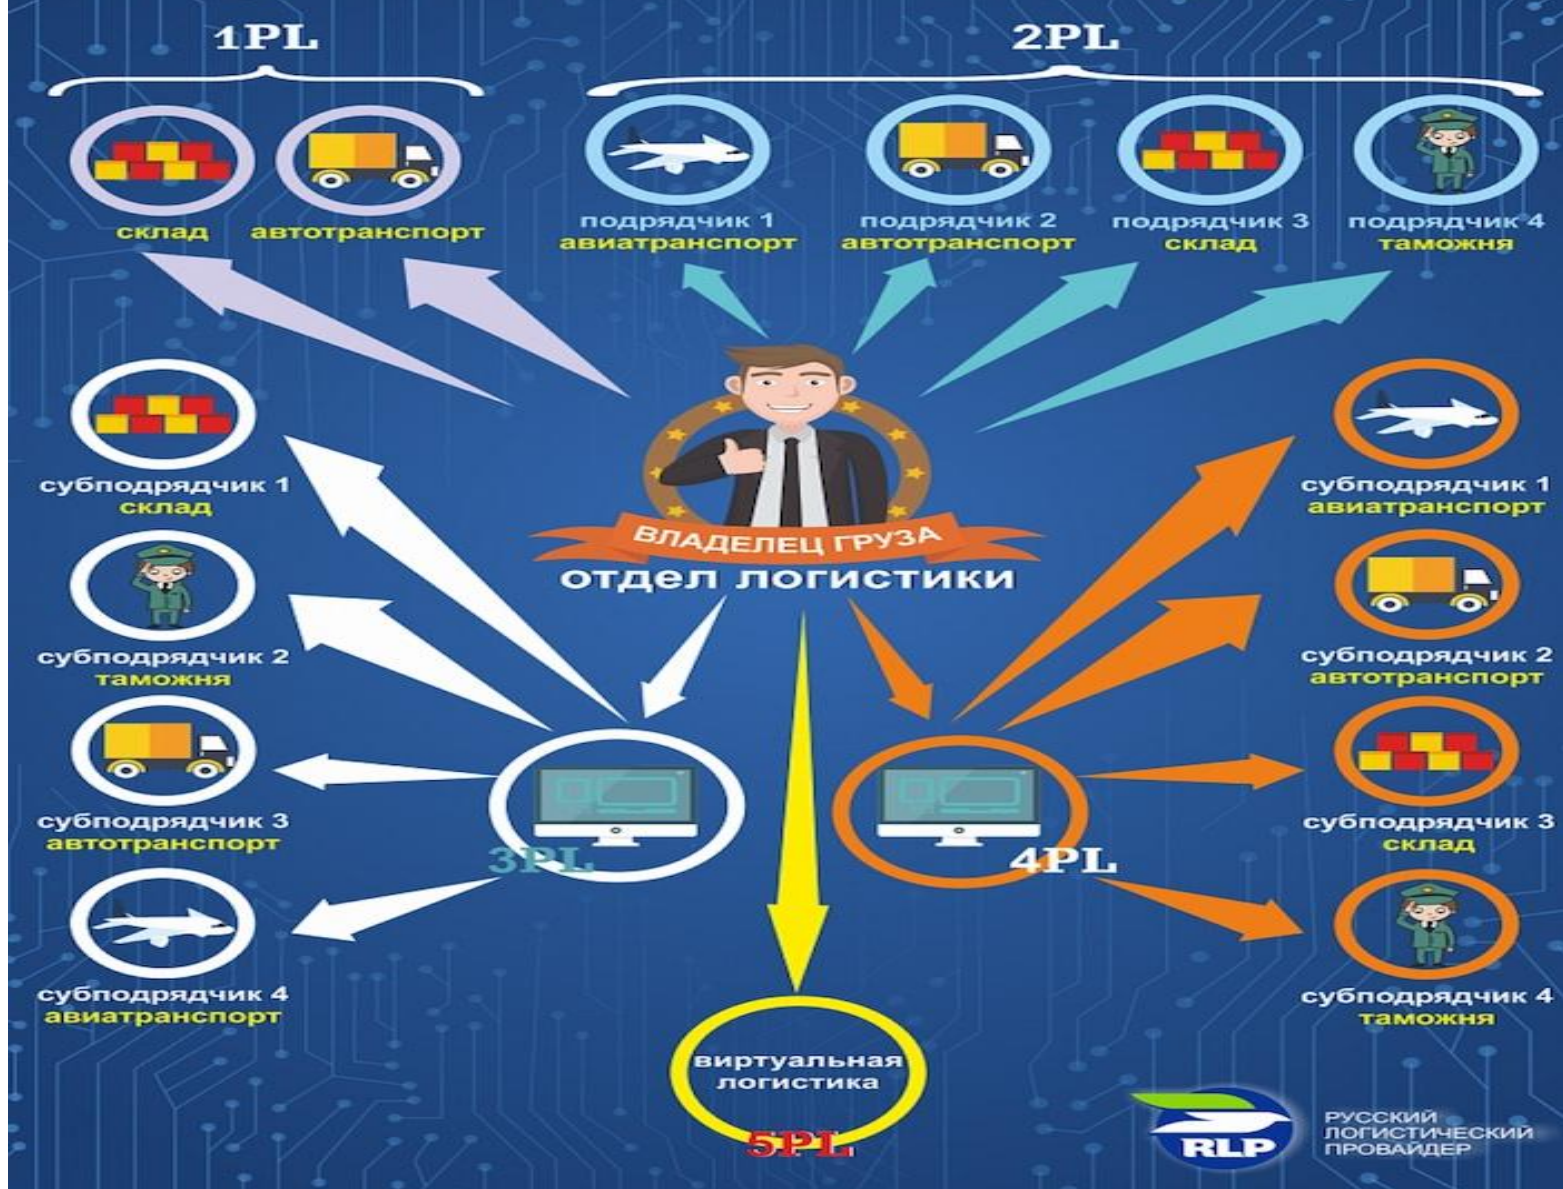 1PL
2PL
склад
автотранспорт
подрядчик 1
авиатранспорт
подрядчик 2
автотранспорт
подрядчик 3
склад
подрядчик 4
таможня
ВЛАДЕЛЕЦ ГРУЗА
отдел логистики
субподрядчик 1
склад
субподрядчик 2
таможня
субподрядчик 3
автотранспорт
субподрядчик 4
авиатранспорт
3PL
4PL
субподрядчик 1
авиатранспорт
субподрядчик 2
автотранспорт
субподрядчик 3
склад
субподрядчик 4
таможня
виртуальная
логистика
5PL
RLP
РУССКИЙ
ЛОГИСТИЧЕСКИЙ
ПРОВАЙДЕР